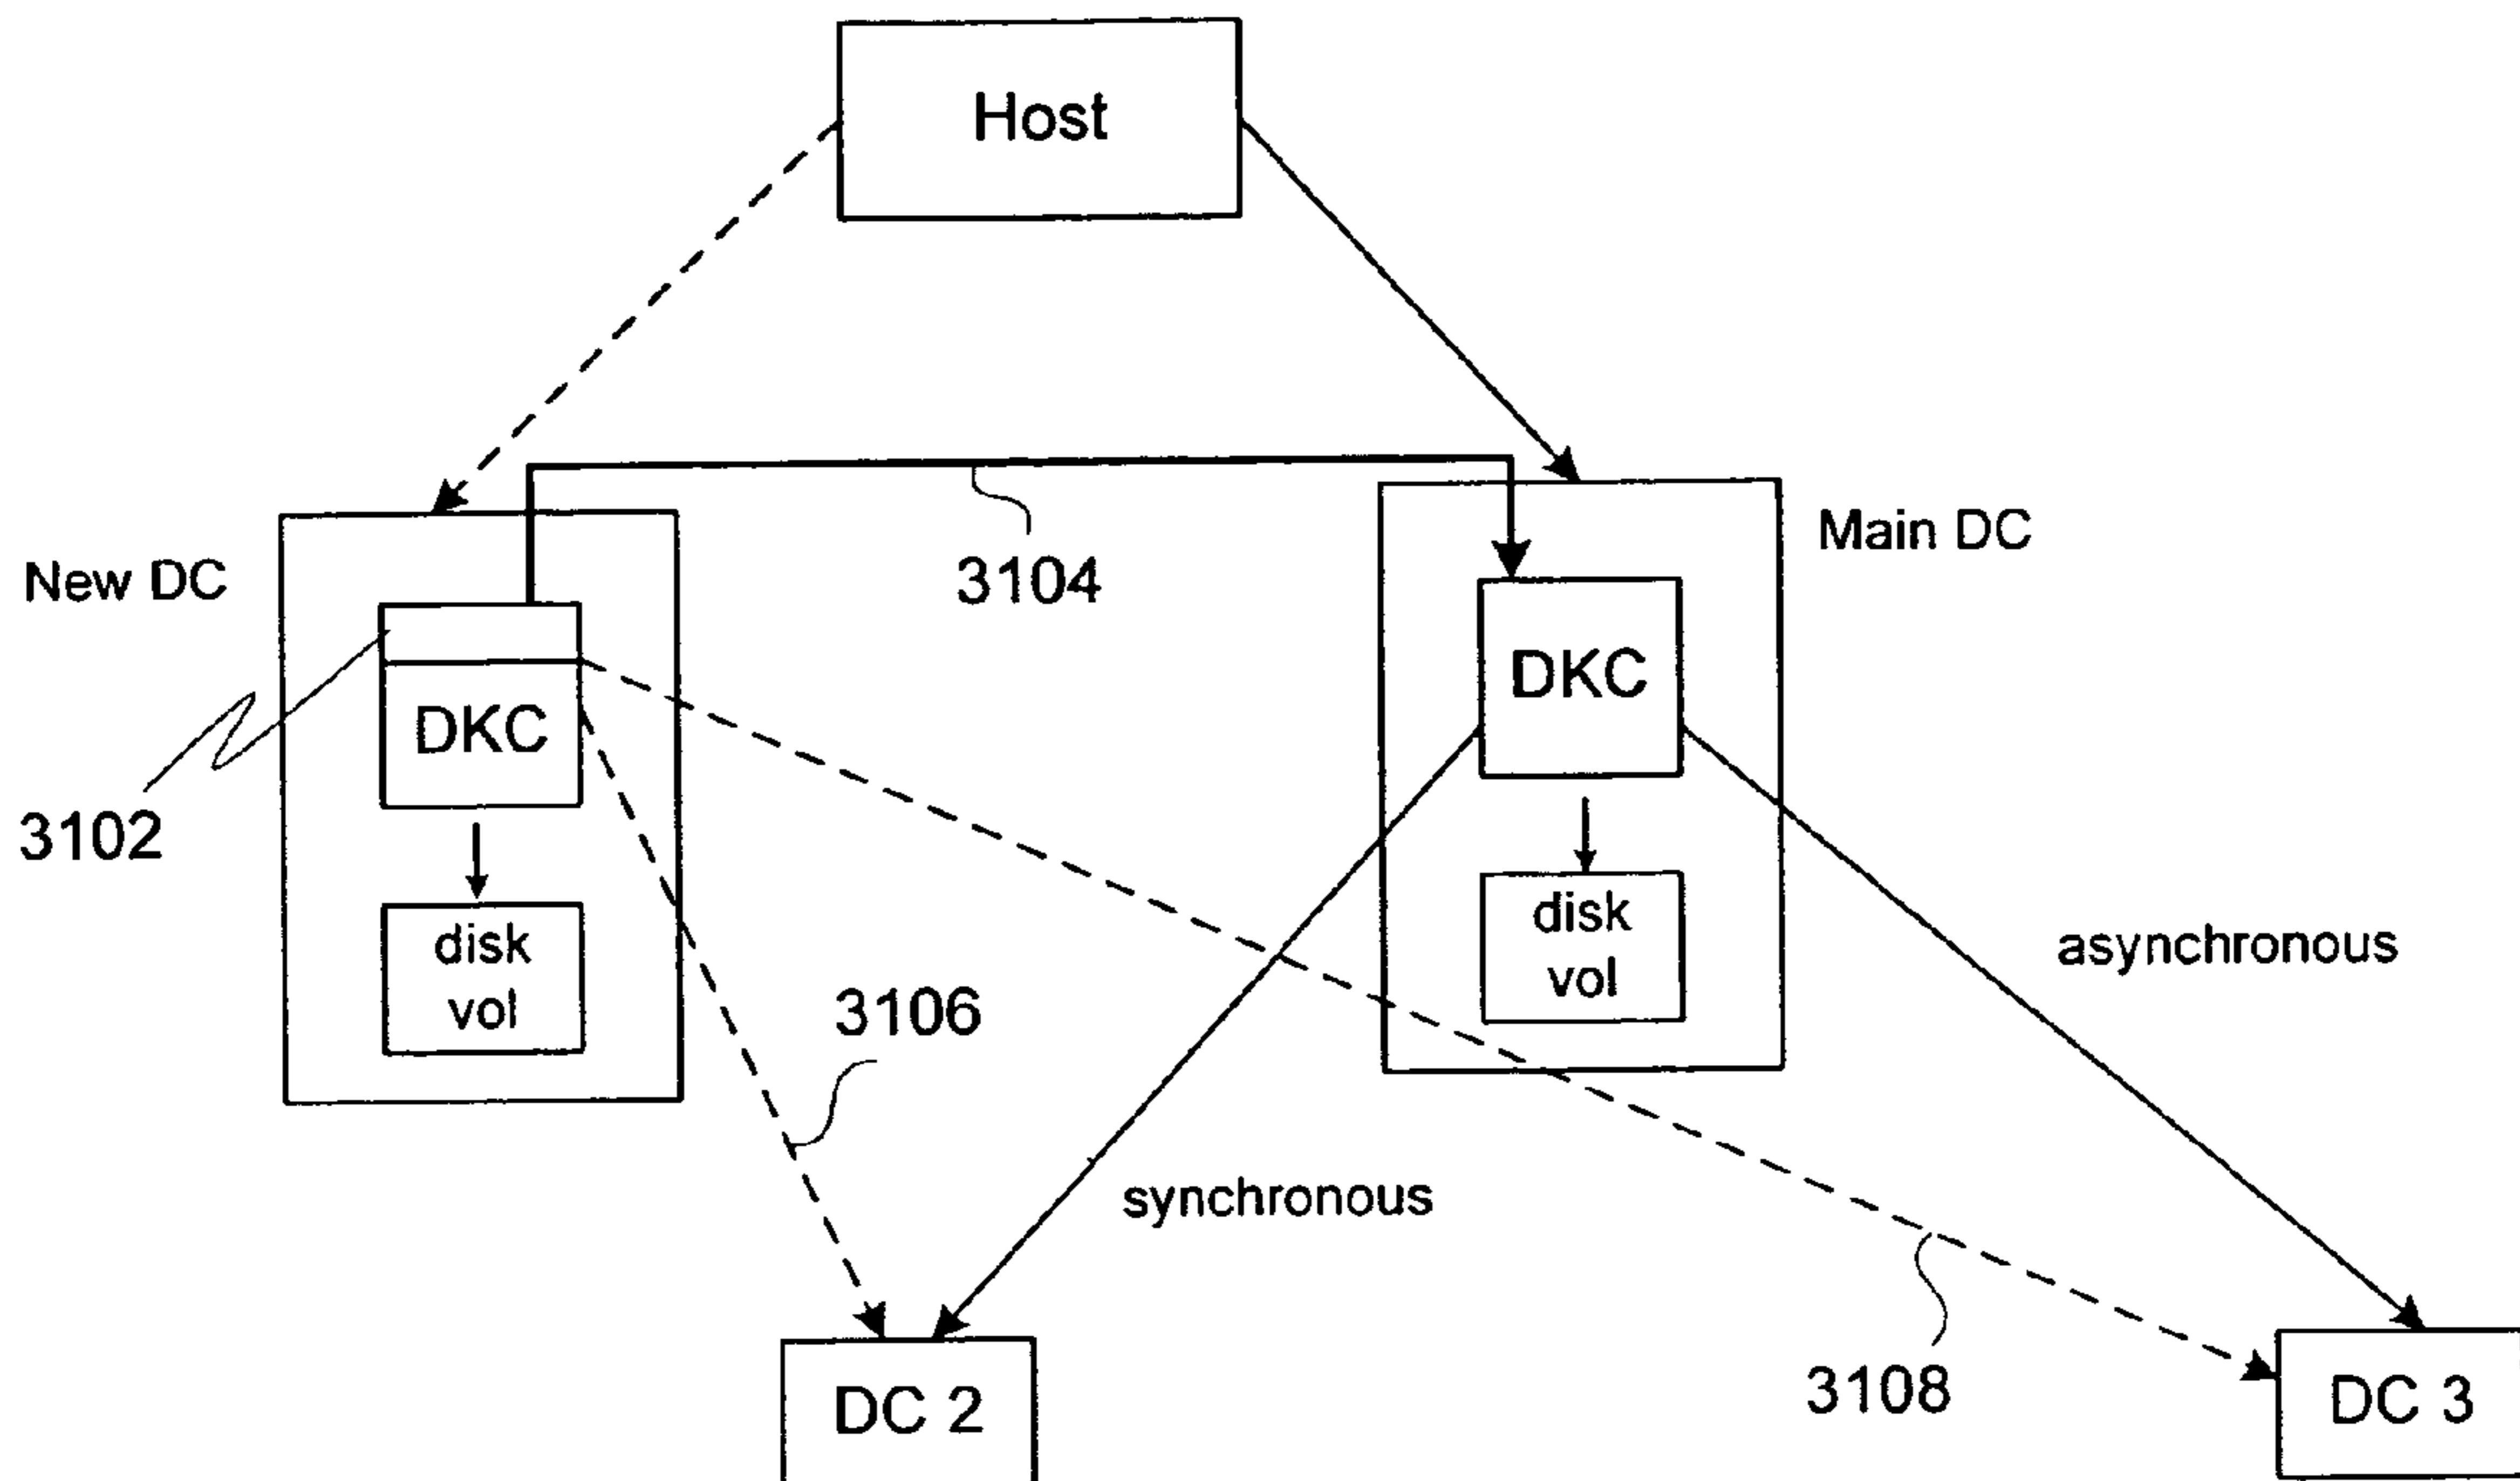 Host
Main DC
New DC
3104
DKC
DKC
3102
disk
vol
disk
vol
asynchronous
3106
synchronous
3108
DC 2
DC 3